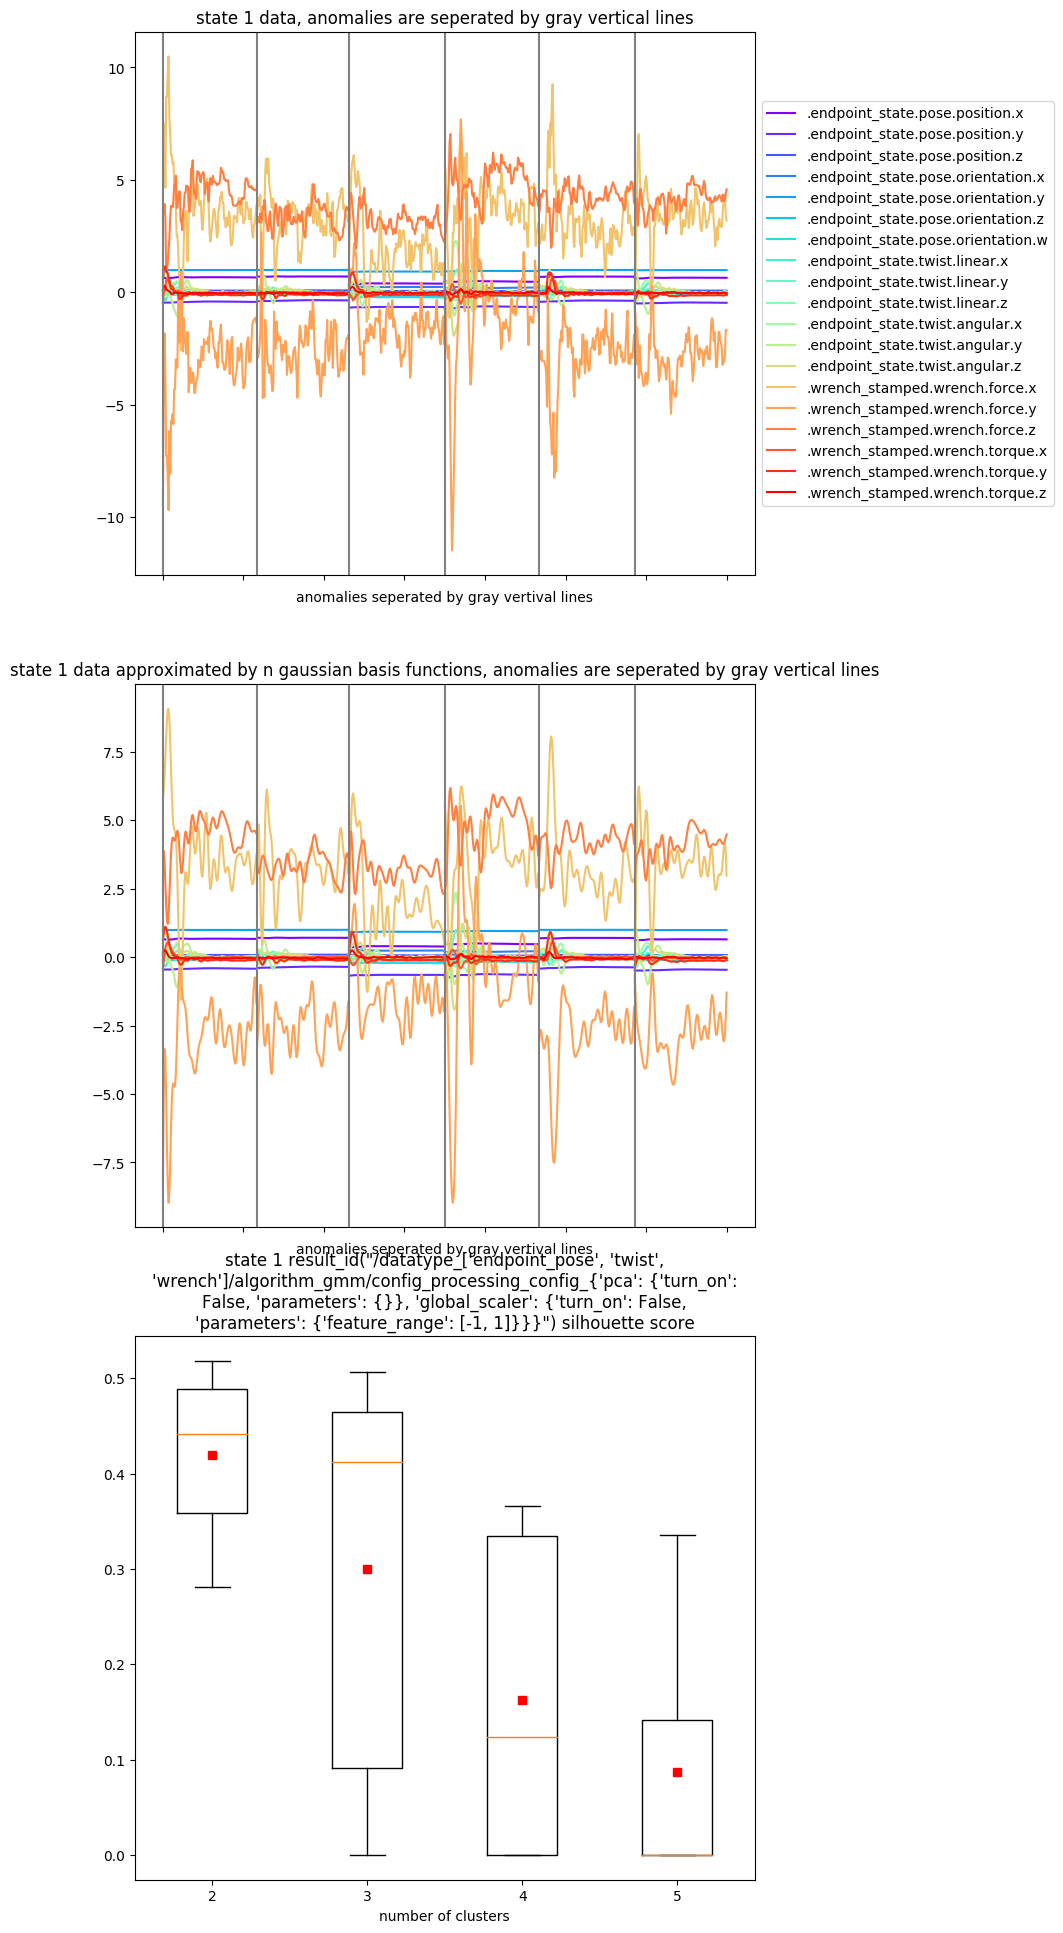 state 1 data, anomalies are seperated by gray vertical lines
10
5
0
−5
−10
anomalies seperated by gray vertival lines
.endpoint_state.pose.position.x
.endpoint_state.pose.position.y
.endpoint_state.pose.position.z
.endpoint_state.pose.orientation.x
.endpoint_state.pose.orientation.y
.endpoint_state.pose.orientation.z
.endpoint_state.pose.orientation.w
.endpoint_state.twist.linear.x
.endpoint_state.twist.linear.y
.endpoint_state.twist.linear.z
.endpoint_state.twist.angular.x
.endpoint_state.twist.angular.y
.endpoint_state.twist.angular.z
.wrench_stamped.wrench.force.x
.wrench_stamped.wrench.force.y
.wrench_stamped.wrench.force.z
.wrench_stamped.wrench.torque.x
.wrench_stamped.wrench.torque.y
.wrench_stamped.wrench.torque.z
state 1 data approximated by n gaussian basis functions, anomalies are seperated by gray vertical lines
7.5
5.0
2.5
0.0
−2.5
−5.0
−7.5
anomalies seperated by gray vertival lines
state 1 result_id("/datatype_['endpoint_pose', 'twist',
'wrench']/algorithm_gmm/config_processing_config_{'pca': {'turn_on':
False, 'parameters': {}}, 'global_scaler': {'turn_on': False,
'parameters': {'feature_range': [-1, 1]}}}") silhouette score
0.5
0.4
0.3
0.2
0.1
0.0
2
3
4
5
number of clusters